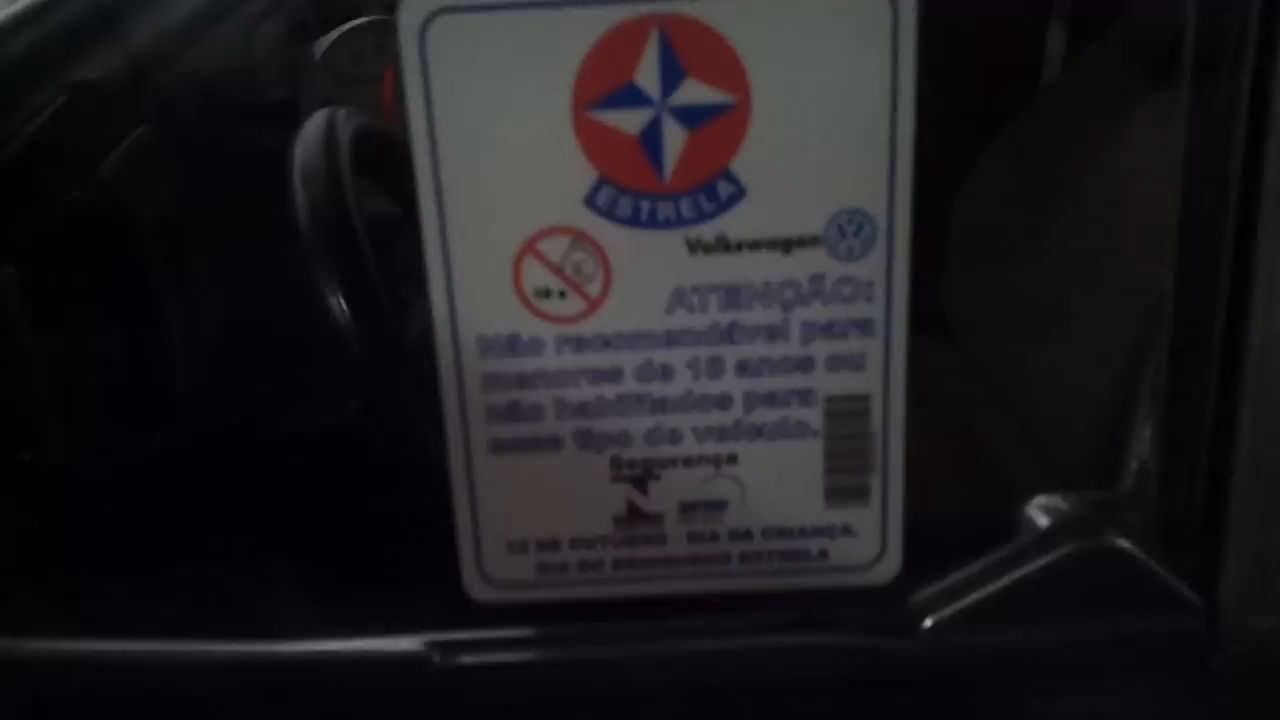 ESTRELA
Volkswagen
ATENÇÃO:
Não recomendável para
menores de 18 anos ou
não habilitados para
esse tipo de veículo.
Segurança
12 DE OUTUBRO - DIA DA CRIANÇA.
DIA DO BRINQUEDO ESTRELA